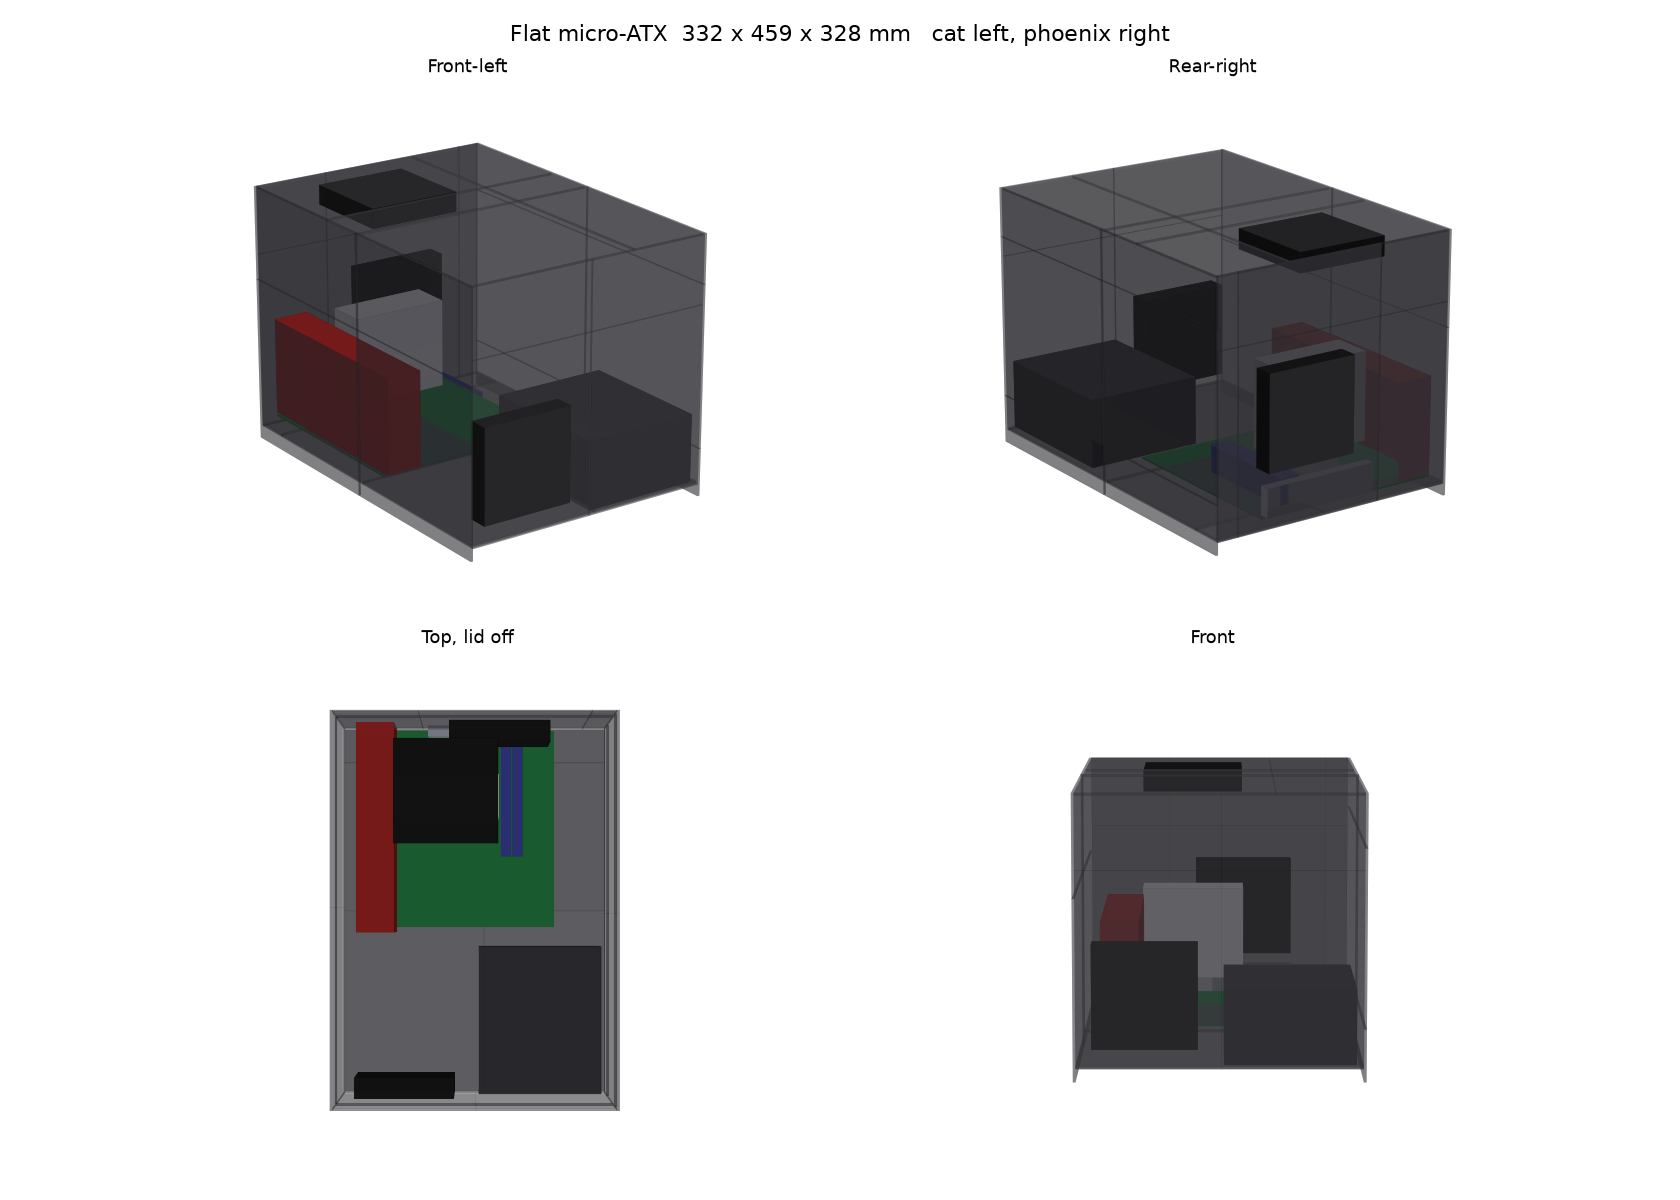 Flat micro-ATX  332 x 459 x 328 mm   cat left, phoenix right
Front-left
Rear-right
Top, lid off
Front